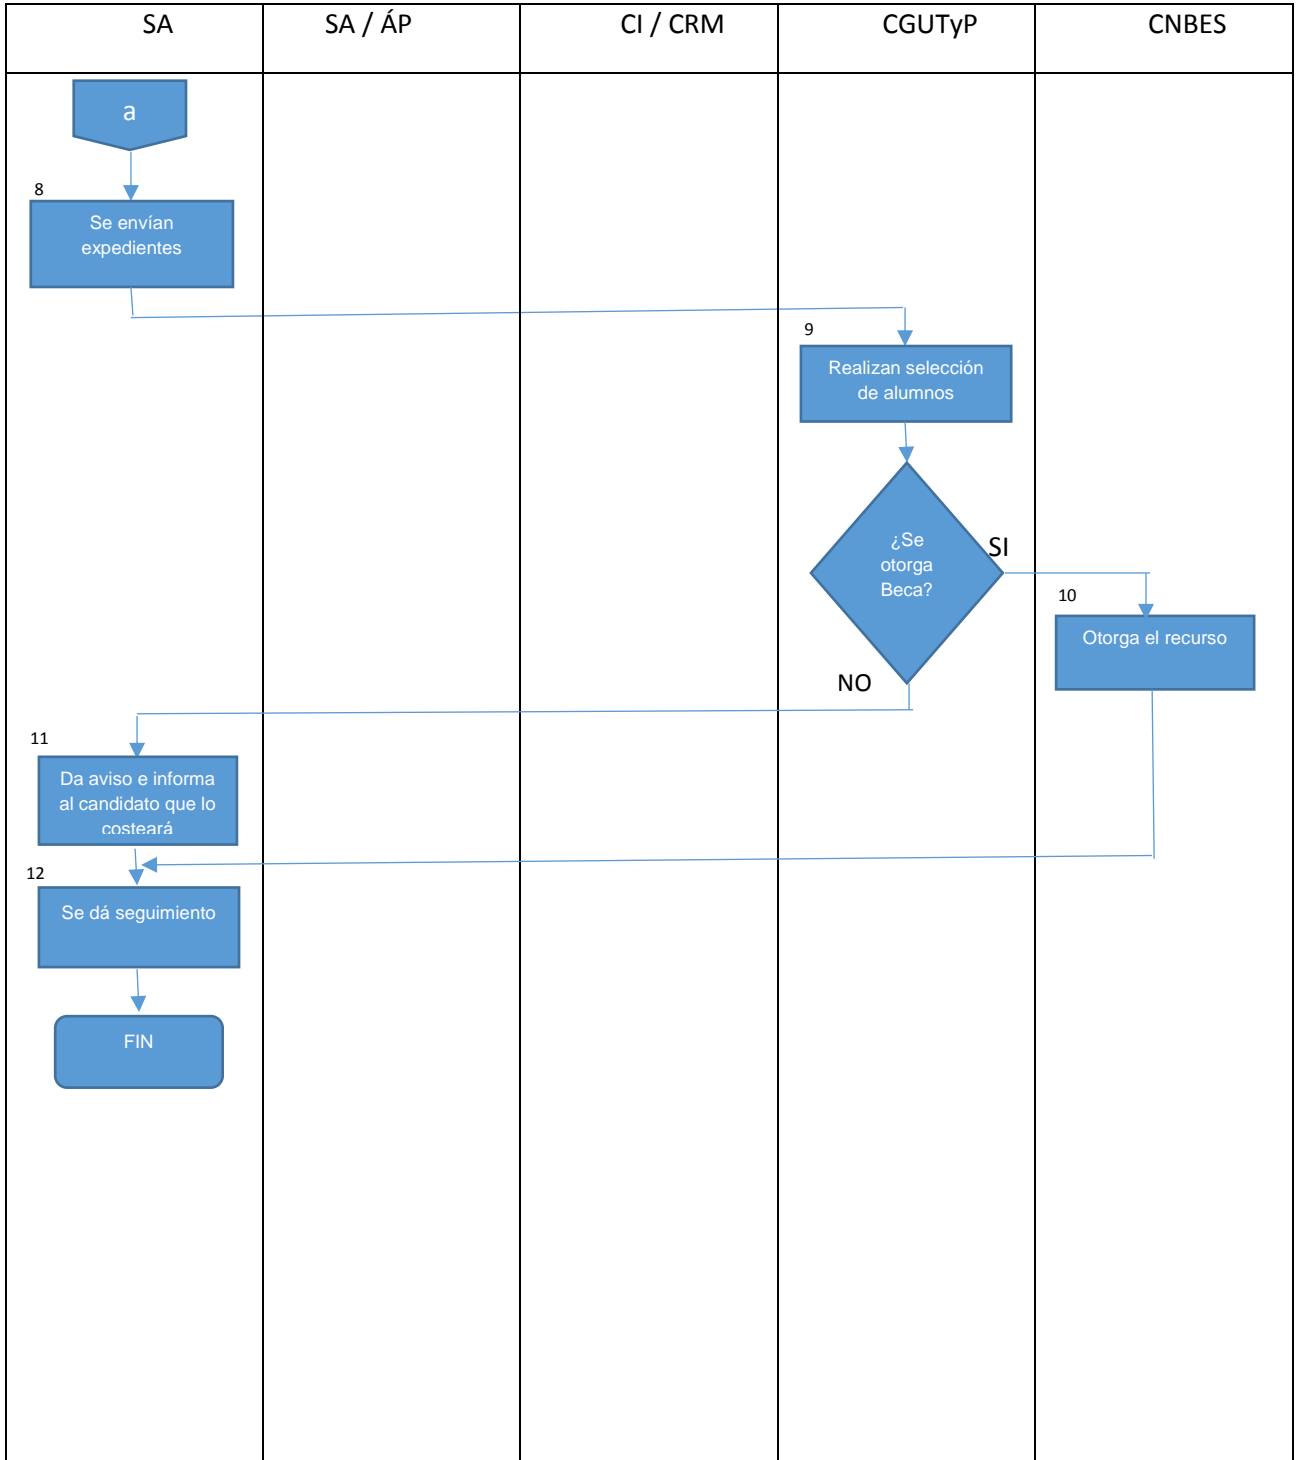 SA
SA / ÁP
CI / CRM
CGUTyP
CNBES
a
8
Se envían
expedientes
9
Realizan selección
de alumnos
¿Se
otorga
Beca?
SI
10
Otorga el recurso
NO
11
Da aviso e informa
al candidato que lo
costeará
12
Se dá seguimiento
FIN